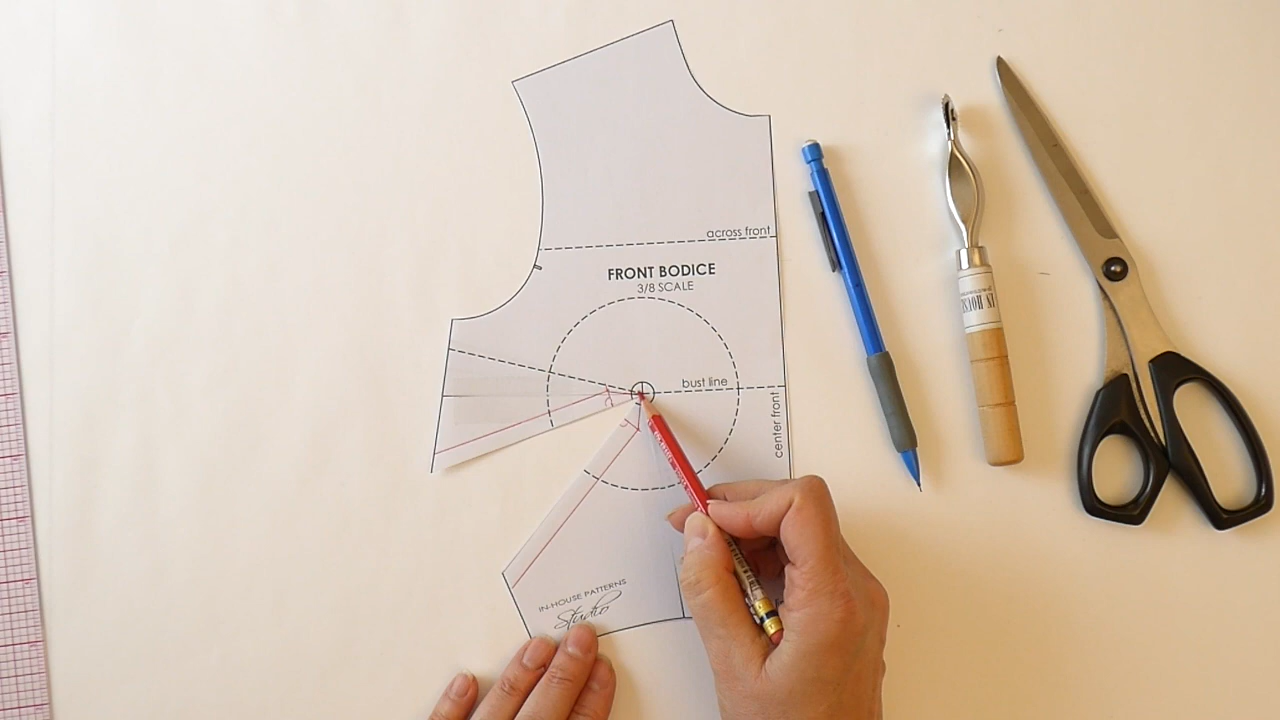 across front
FRONT BODICE
3/8 SCALE
bust line
center front
IN-HOUSE PATTERNS
Studio